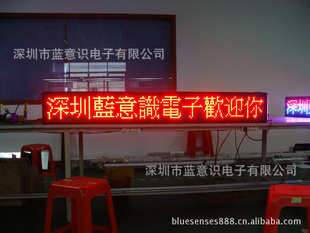 深圳市蓝意识电子有限公司
深圳藍意識電子歡迎你
深圳
深圳市蓝意识电子有限公司
bluesenses888.cn.alibaba.com